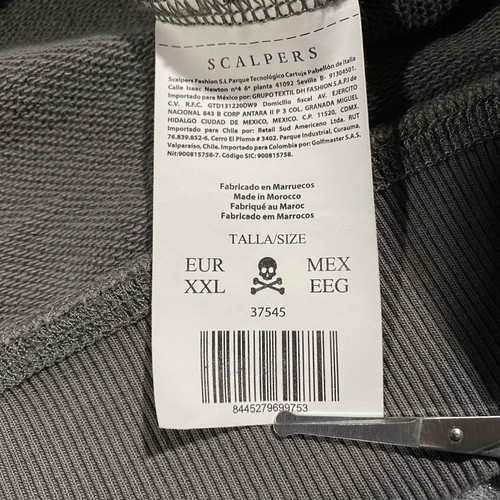 SCALPERS
Scalpers Fashion S.L Parque Tecnológico Cartuja Pabellón de Italia
Calle Isaac Newton nº4 6ª planta 41092 Sevilla B- 91304501.
Importado para México por: GRUPO TEXTIL DH FASHION S.A.P.I de
C.V. R.F.C. GTD131220DW9 Domicilio fiscal AV. EJERCITO
NACIONAL 843 B CORP ANTARA II P 3 COL. GRANADA MIGUEL
HIDALGO CIUDAD DE MEXICO, MEXICO. C.P. 11520, CDMX.
Importado para Chile por: Retail Sud Americano Ltda. RUT
76.839.852-6. Cerro El Plomo # 3402. Parque Industrial, Curauma,
Valparaíso, Chile. Importado para Colombia por: Golfmaster S.A.S.
Nit:900815758-7. Código SIC: 900815758.
Fabricado en Marruecos
Made in Morocco
Fabriqué au Maroc
Fabricado em Marrocos
TALLA/SIZE
EUR MEX
XXL EEG
37545
8445279699753